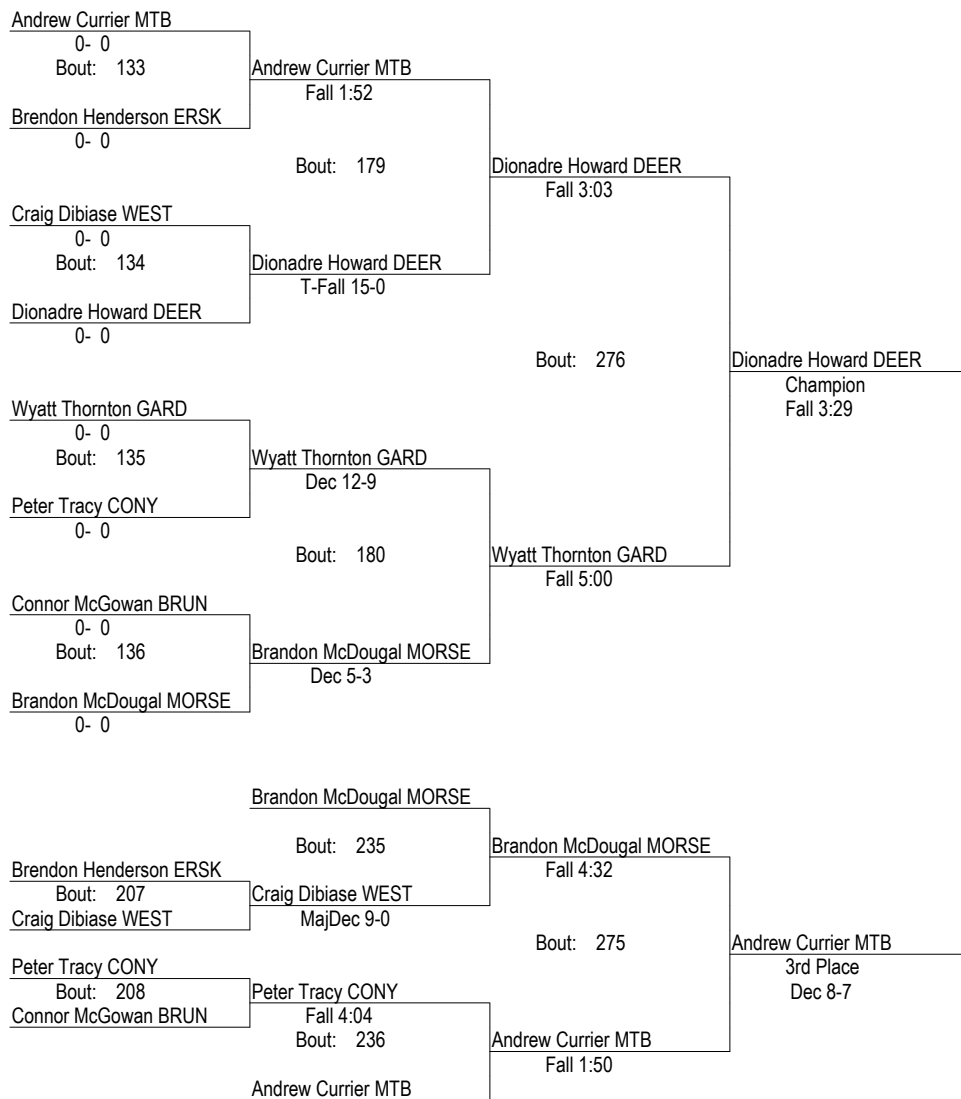 Andrew Currier MTB
0- 0
Bout: 133
Andrew Currier MTB
Fall 1:52
Brendon Henderson ERSK
0- 0
Bout: 179
Dionadre Howard DEER
Fall 3:03
Craig Dibiase WEST
0- 0
Bout: 134
Dionadre Howard DEER
T-Fall 15-0
Dionadre Howard DEER
0- 0
Bout: 276
Dionadre Howard DEER
Champion
Fall 3:29
Wyatt Thornton GARD
0- 0
Bout: 135
Wyatt Thornton GARD
Dec 12-9
Peter Tracy CONY
0- 0
Bout: 180
Wyatt Thornton GARD
Fall 5:00
Connor McGowan BRUN
0- 0
Bout: 136
Brandon McDougal MORSE
Dec 5-3
Brandon McDougal MORSE
0- 0
Brandon McDougal MORSE
Bout: 235
Brandon McDougal MORSE
Fall 4:32
Brendon Henderson ERSK
Bout: 207
Craig Dibiase WEST
Craig Dibiase WEST
MajDec 9-0
Bout: 275
Andrew Currier MTB
3rd Place
Dec 8-7
Peter Tracy CONY
Bout: 208
Connor McGowan BRUN
Peter Tracy CONY
Fall 4:04
Bout: 236
Andrew Currier MTB
Fall 1:50
Andrew Currier MTB